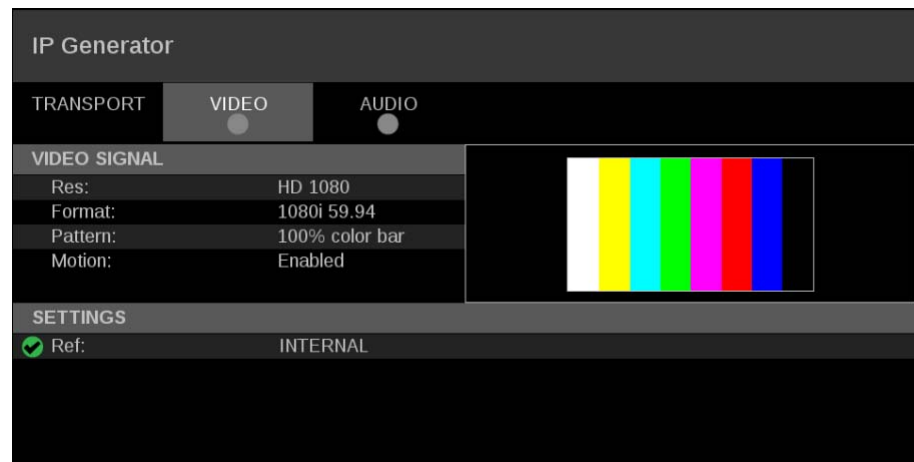 IP Generator
TRANSPORT VIDEO AUDIO
VIDEO SIGNAL
Res: HD 1080
Format: 1080i 59.94
Pattern: 100% color bar
Motion: Enabled
SETTINGS
Ref: INTERNAL